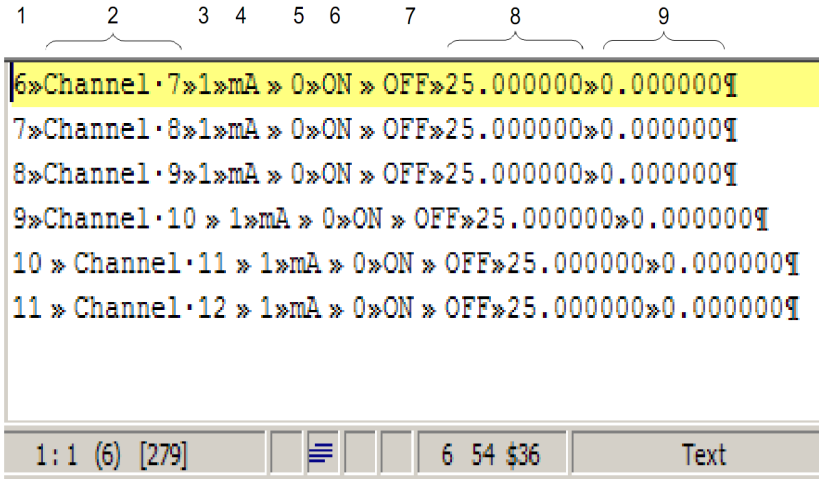 1 2 3 4 5 6 7 8 9
6»Channel·7»1»mA » 0»ON » OFF»25.000000»0.000000¶
7»Channel·8»1»mA » 0»ON » OFF»25.000000»0.000000¶
8»Channel·9»1»mA » 0»ON » OFF»25.000000»0.000000¶
9»Channel·10 » 1»mA » 0»ON » OFF»25.000000»0.000000¶
10 » Channel·11 » 1»mA » 0»ON » OFF»25.000000»0.000000¶
11 » Channel·12 » 1»mA » 0»ON » OFF»25.000000»0.000000¶
1: 1 (6) [279] 6 54 $36 Text